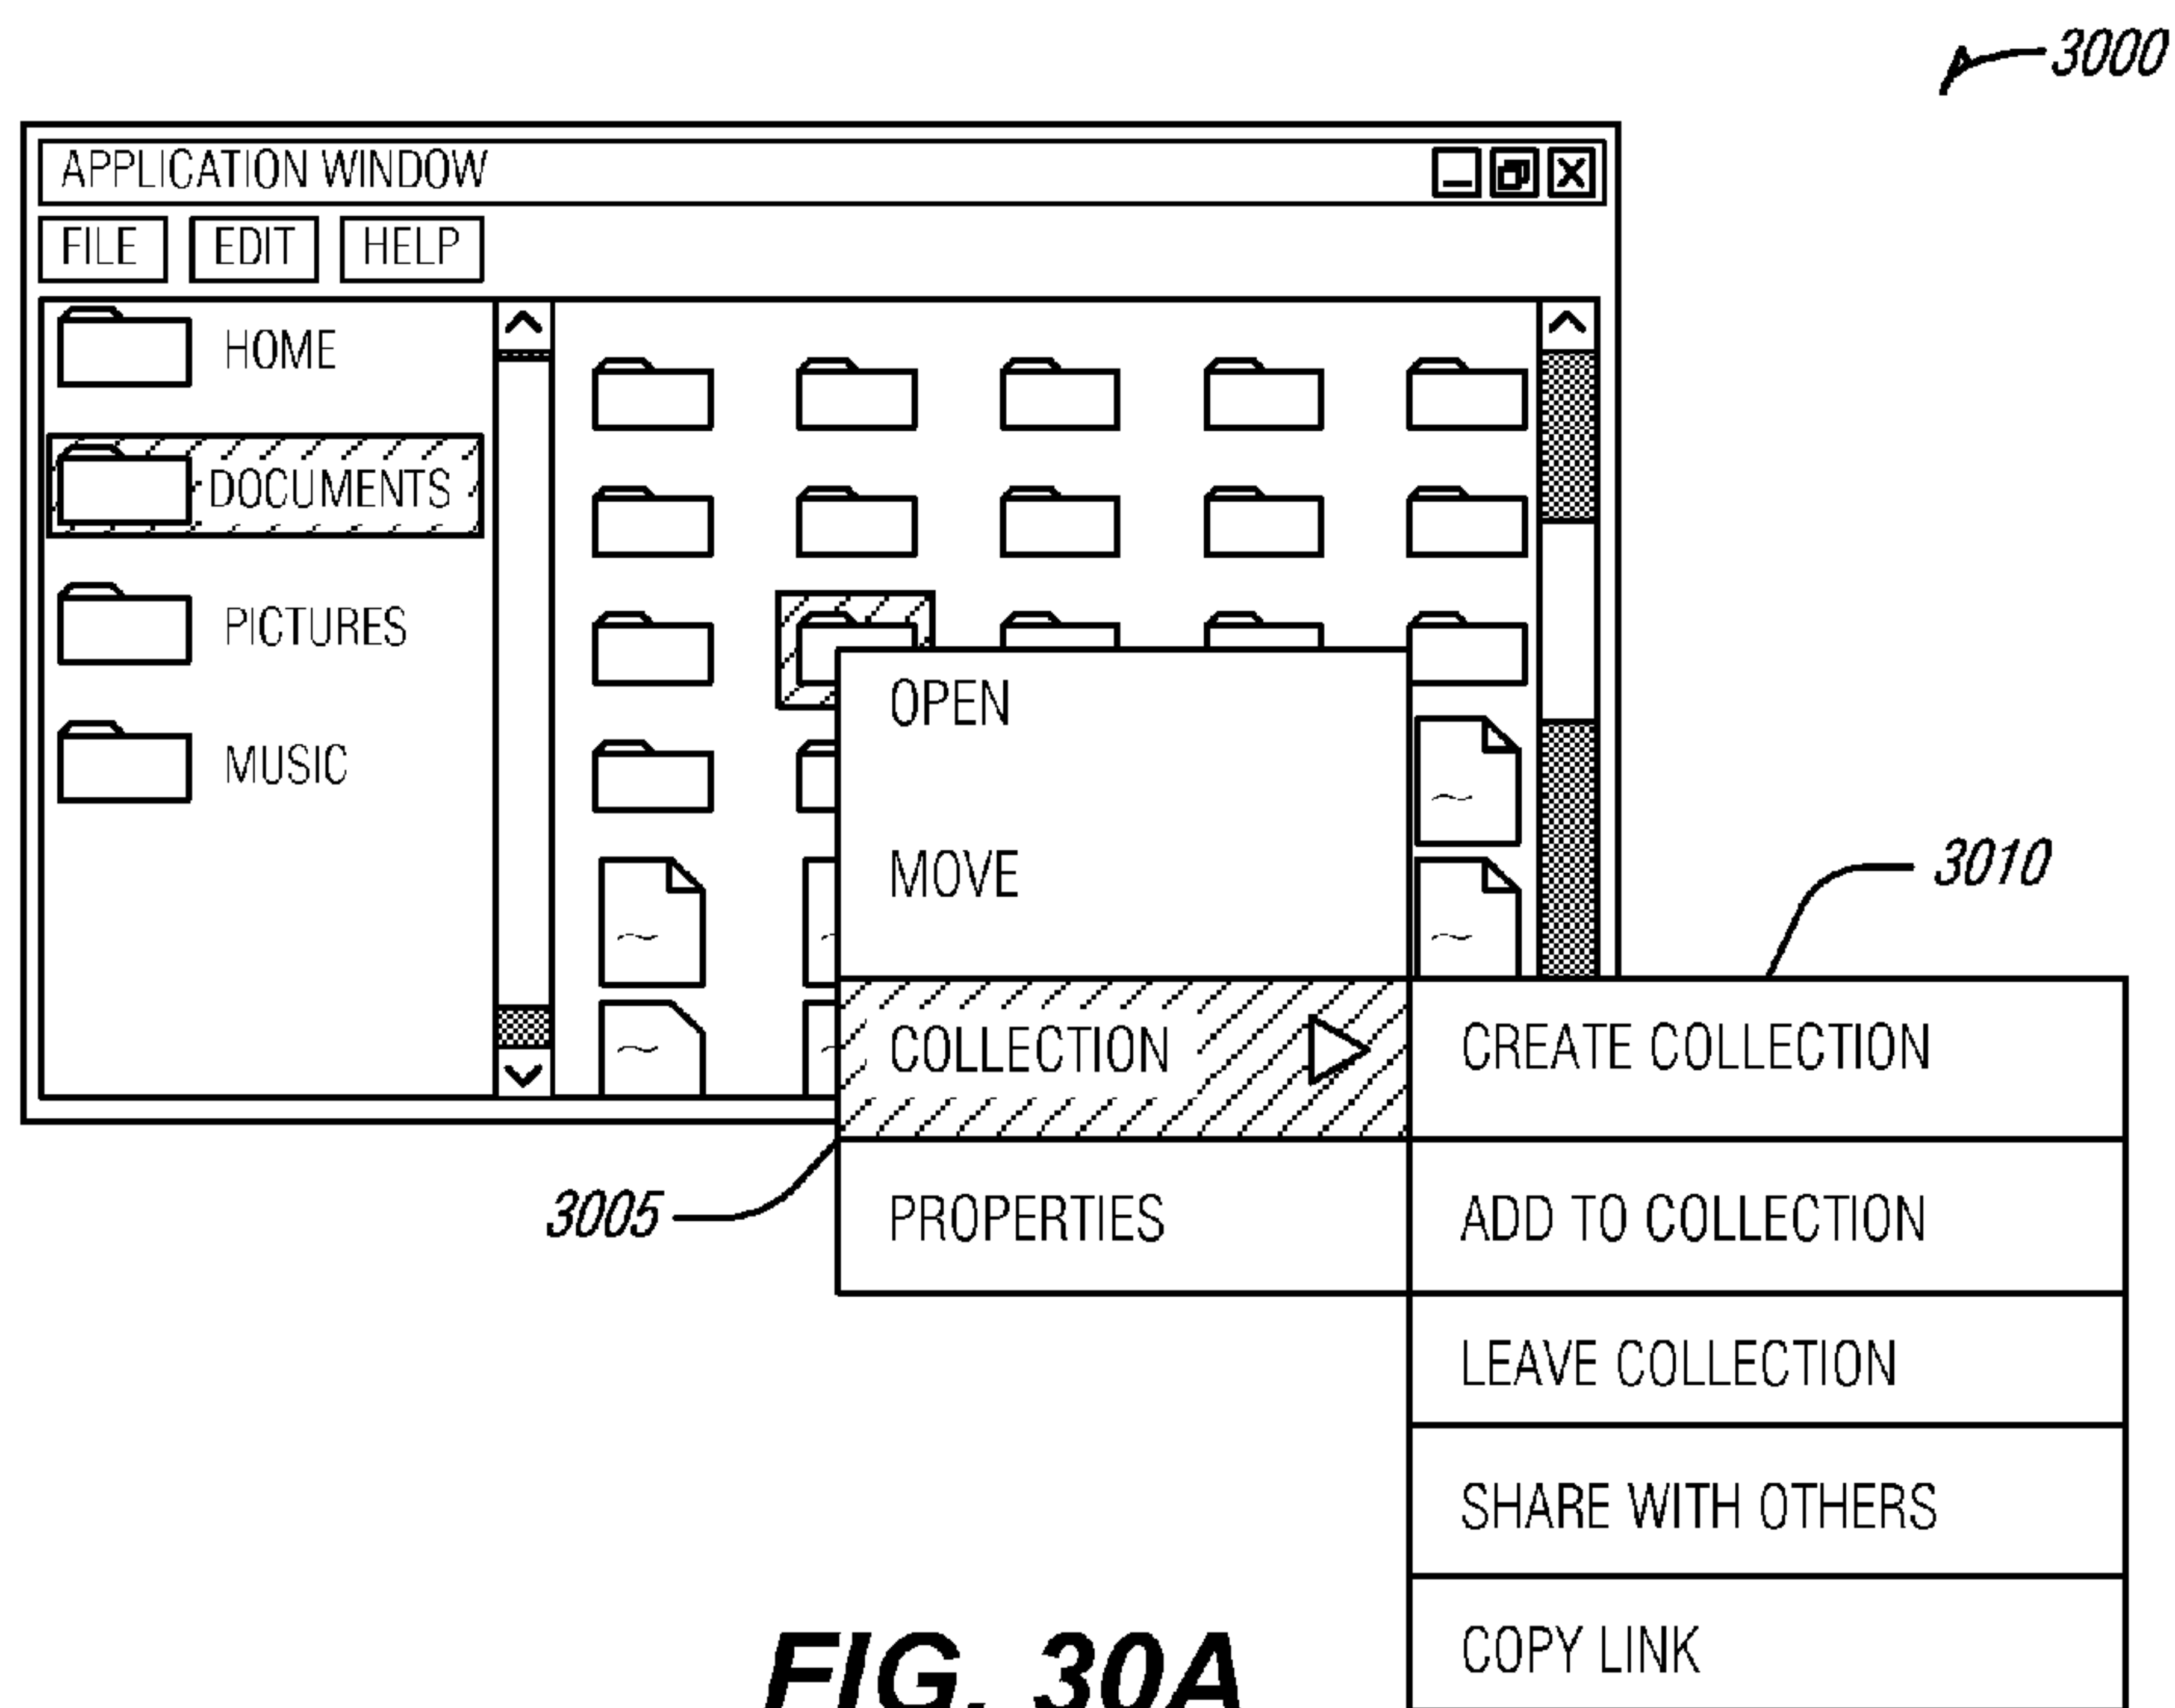 3000
APPLICATION WINDOW
FILE EDIT HELP
HOME
DOCUMENTS
PICTURES
MUSIC
OPEN
MOVE
3010
COLLECTION
CREATE COLLECTION
3005
PROPERTIES
ADD TO COLLECTION
LEAVE COLLECTION
SHARE WITH OTHERS
COPY LINK
FIG. 30A